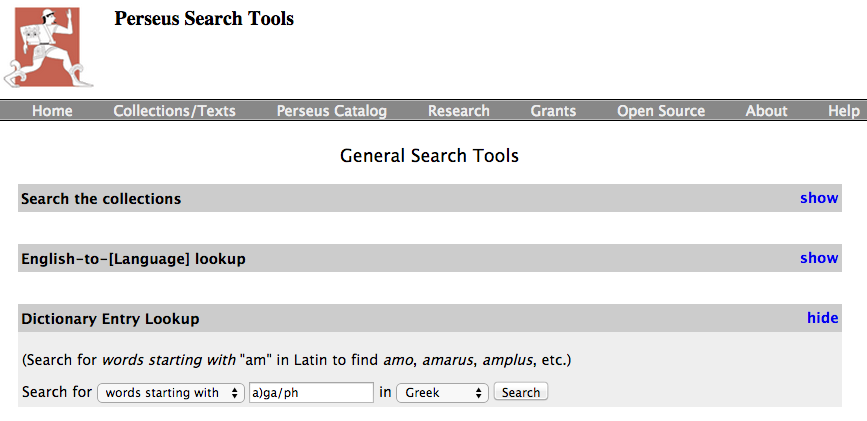 Perseus Search Tools
Home Collections/Texts Perseus Catalog Research Grants Open Source About Help
General Search Tools
Search the collections show
English-to-[Language] lookup show
Dictionary Entry Lookup hide
(Search for words starting with "am" in Latin to find amo, amarus, amplus, etc.)
Search for words starting with a)ga/ph in Greek Search